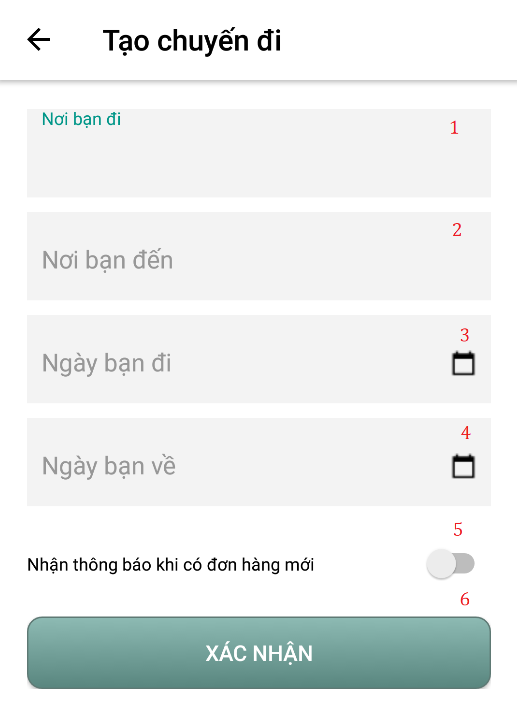 Tạo chuyến đi
Nơi bạn đi
1
2
Nơi bạn đến
3
Ngày bạn đi
4
Ngày bạn về
5
Nhận thông báo khi có đơn hàng mới
6
XÁC NHẬN